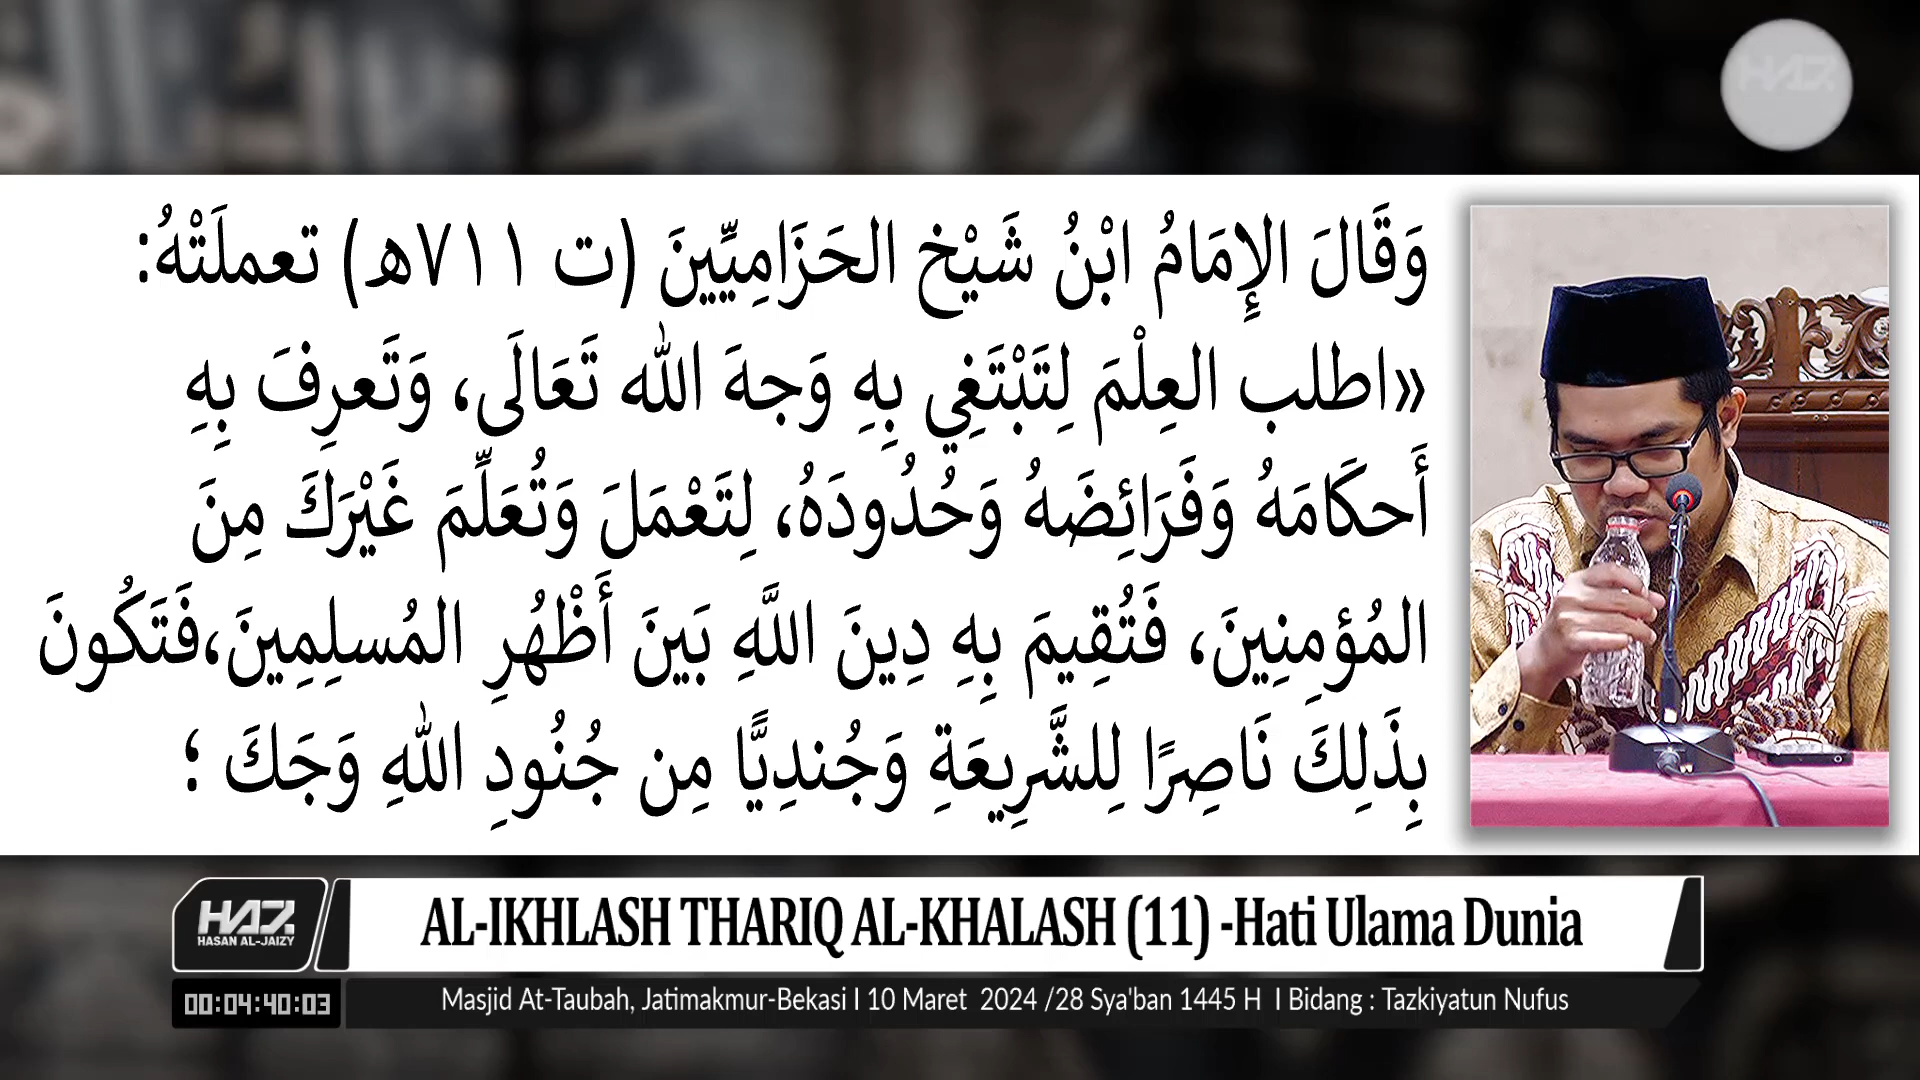 وَقَالَ الإِمَامُ ابْنُ شَيْخ الحَزَامِيِّينَ (ت ٧١١هـ) تعملَتْهُ:
«اطلب العِلْمَ لِتَبْتَغِي بِهِ وَجهَ الله تَعَالَى، وَتَعرِفَ بِهِ
أَحكَامَهُ وَفَرَائِضَهُ وَحُدُودَهُ، لِتَعْمَلَ وَتُعَلِّمَ غَيْرَكَ مِنَ
المُؤمِنِينَ، فَتُقِيمَ بِهِ دِينَ اللَّهِ بَينَ أَظْهُرِ المُسلِمِينَ،فَتَكُونَ
بِذَلِكَ نَاصِرًا لِلشَّرِيعَةِ وَجُندِيًّا مِن جُنُودِ اللهِ وَجَكَ ؛
HAZ.
HASAN AL-JAIZY
AL-IKHLASH THARIQ AL-KHALASH (11) -Hati Ulama Dunia
00:04:40:03
Masjid At-Taubah, Jatimakmur-Bekasi I 10 Maret 2024 /28 Sya'ban 1445 H I Bidang : Tazkiyatun Nufus